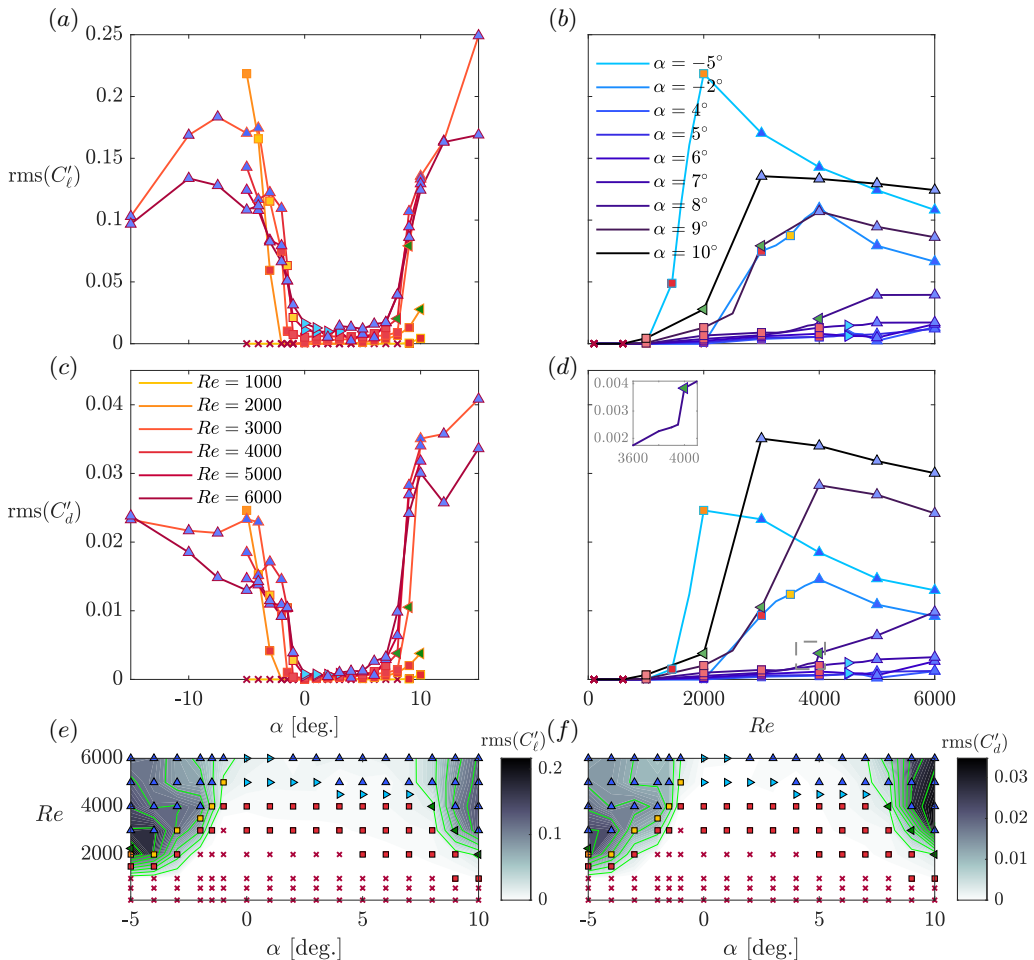 (a)
0.25
0.20
0.15
rms(C′ℓ)
0.10
0.05
0
(b)
α = −5°
α = −2°
α = 4°
α = 5°
α = 6°
α = 7°
α = 8°
α = 9°
α = 10°
(c)
0.04
0.03
rms(C′d)
0.02
0.01
0
Re = 1000
Re = 2000
Re = 3000
Re = 4000
Re = 5000
Re = 6000
-10 0 10
α [deg.]
(d)
0.004
0.003
0.002
3600 4000
0 2000 4000 6000
Re
(e)
rms(C′ℓ)
6000
Re
4000
2000
-5 0 5 10
α [deg.]
0.2
0.1
0
(f)
rms(C′d)
-5 0 5 10
α [deg.]
0.03
0.02
0.01
0